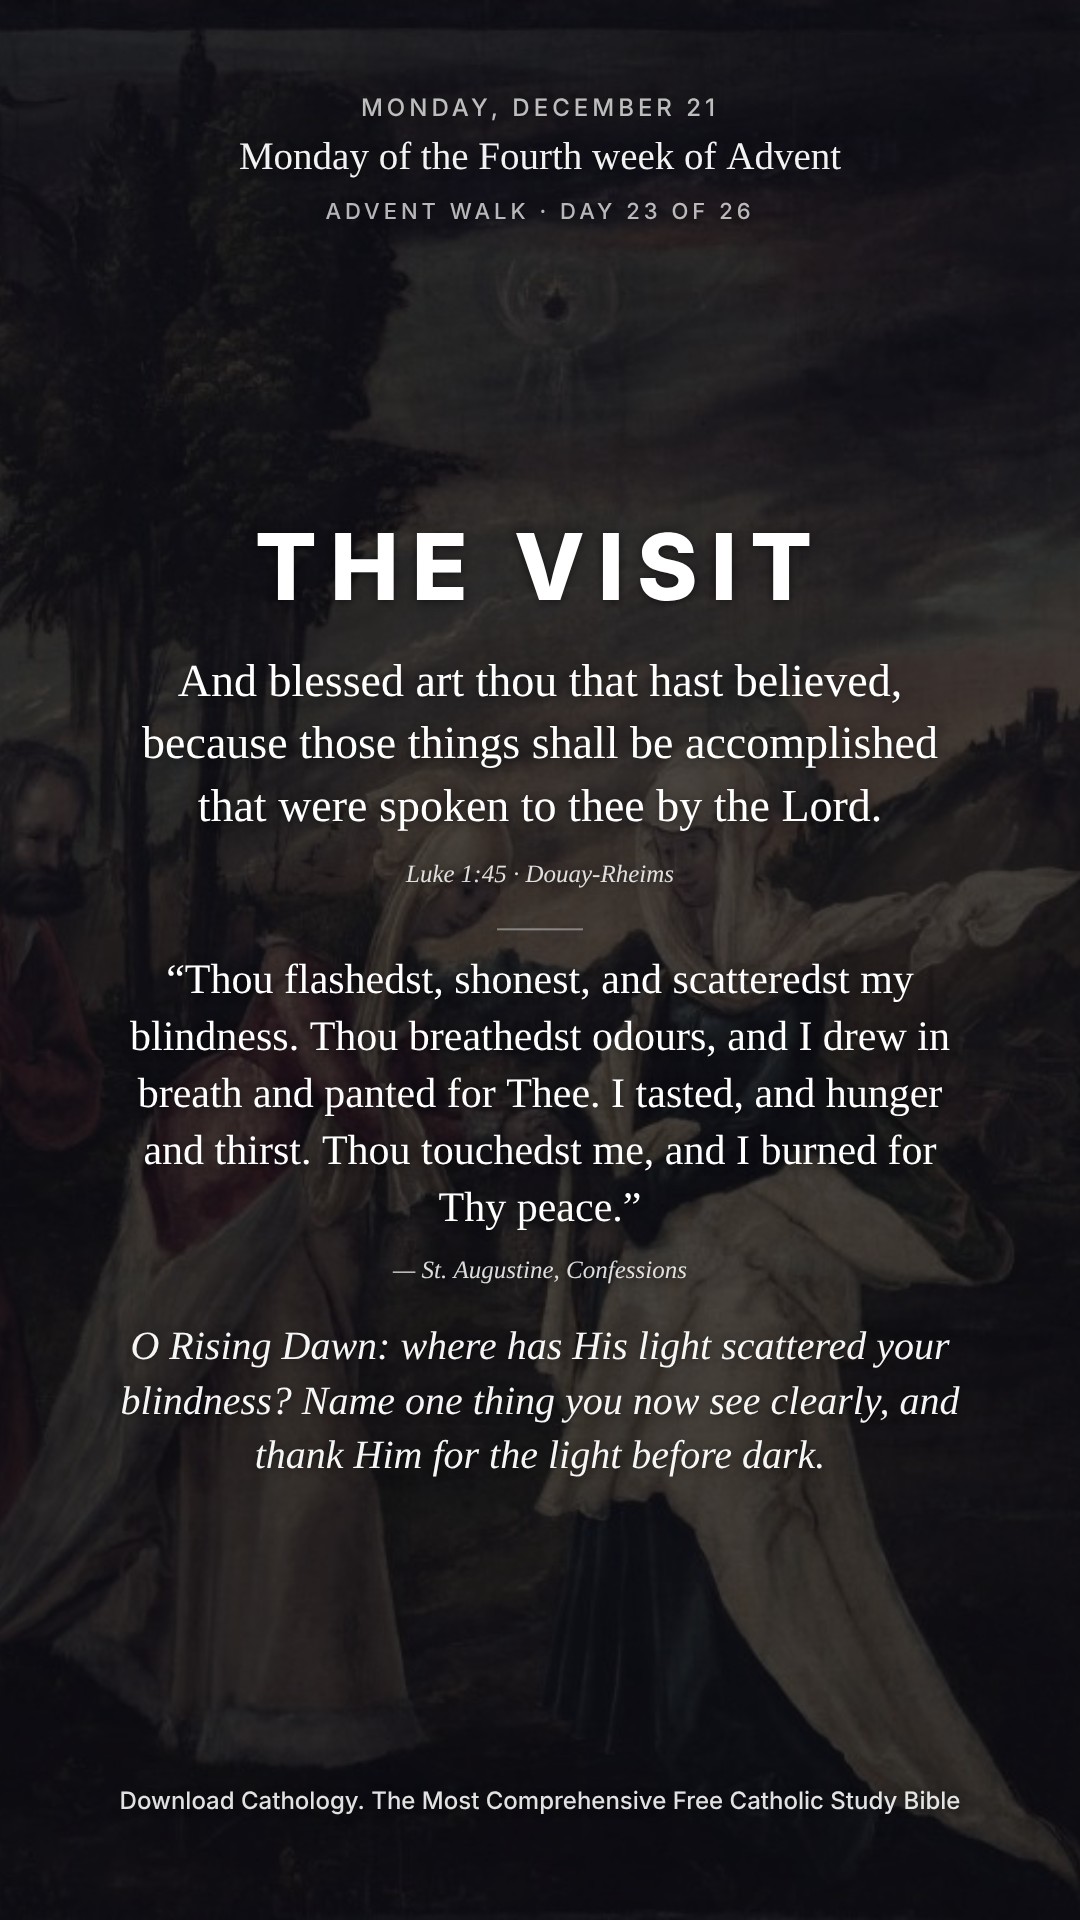 MONDAY, DECEMBER 21
Monday of the Fourth week of Advent
ADVENT WALK · DAY 23 OF 26
THE VISIT
And blessed art thou that hast believed,
because those things shall be accomplished
that were spoken to thee by the Lord.
Luke 1:45 · Douay-Rheims
“Thou flashedst, shonest, and scatteredst my
blindness. Thou breathedst odours, and I drew in
breath and panted for Thee. I tasted, and hunger
and thirst. Thou touchedst me, and I burned for
Thy peace.”
— St. Augustine, Confessions
O Rising Dawn: where has His light scattered your
blindness? Name one thing you now see clearly, and
thank Him for the light before dark.
Download Cathology. The Most Comprehensive Free Catholic Study Bible